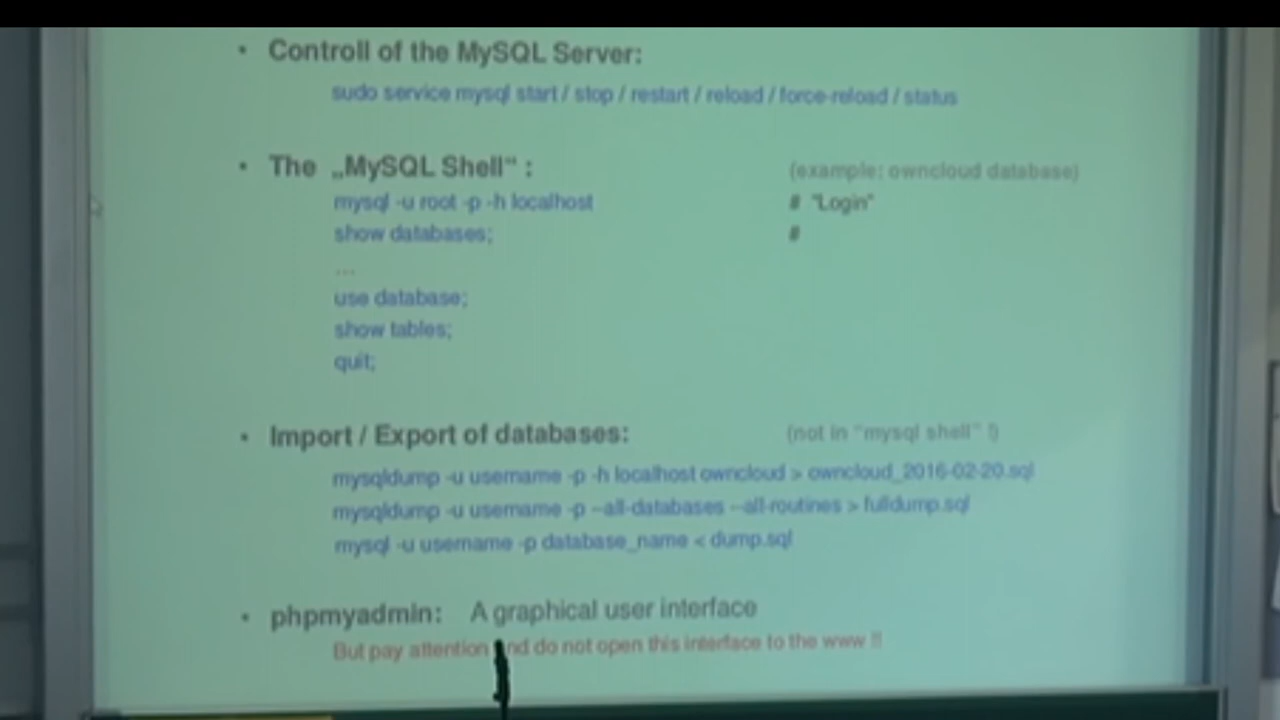 • Controll of the MySQL Server:
sudo service mysql start / stop / restart / reload / force-reload / status
• The „MySQL Shell“ : (example: owncloud database)
mysql -u root -p -h localhost # "Login"
show databases; #
...
use database;
show tables;
quit;
• Import / Export of databases: (not in "mysql shell" !)
mysqldump -u username -p -h localhost owncloud > owncloud_2016-02-20.sql
mysqldump -u username -p --all-databases --all-routines > fulldump.sql
mysql -u username -p database_name < dump.sql
• phpmyadmin: A graphical user interface
But pay attention and do not open this interface to the www !!